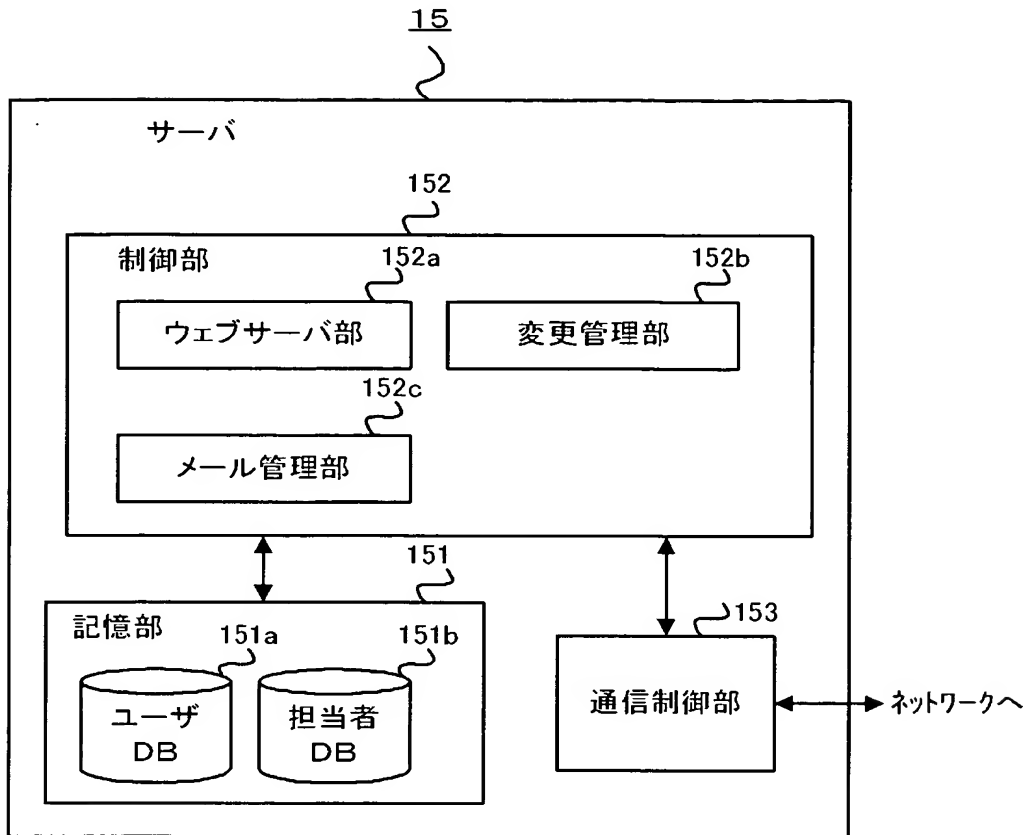 15
サーバ
152
制御部
152a
152b
ウェブサーバ部
変更管理部
152c
メール管理部
151
記憶部
151a
151b
153
ユーザ
DB
担当者
DB
通信制御部
ネットワークへ